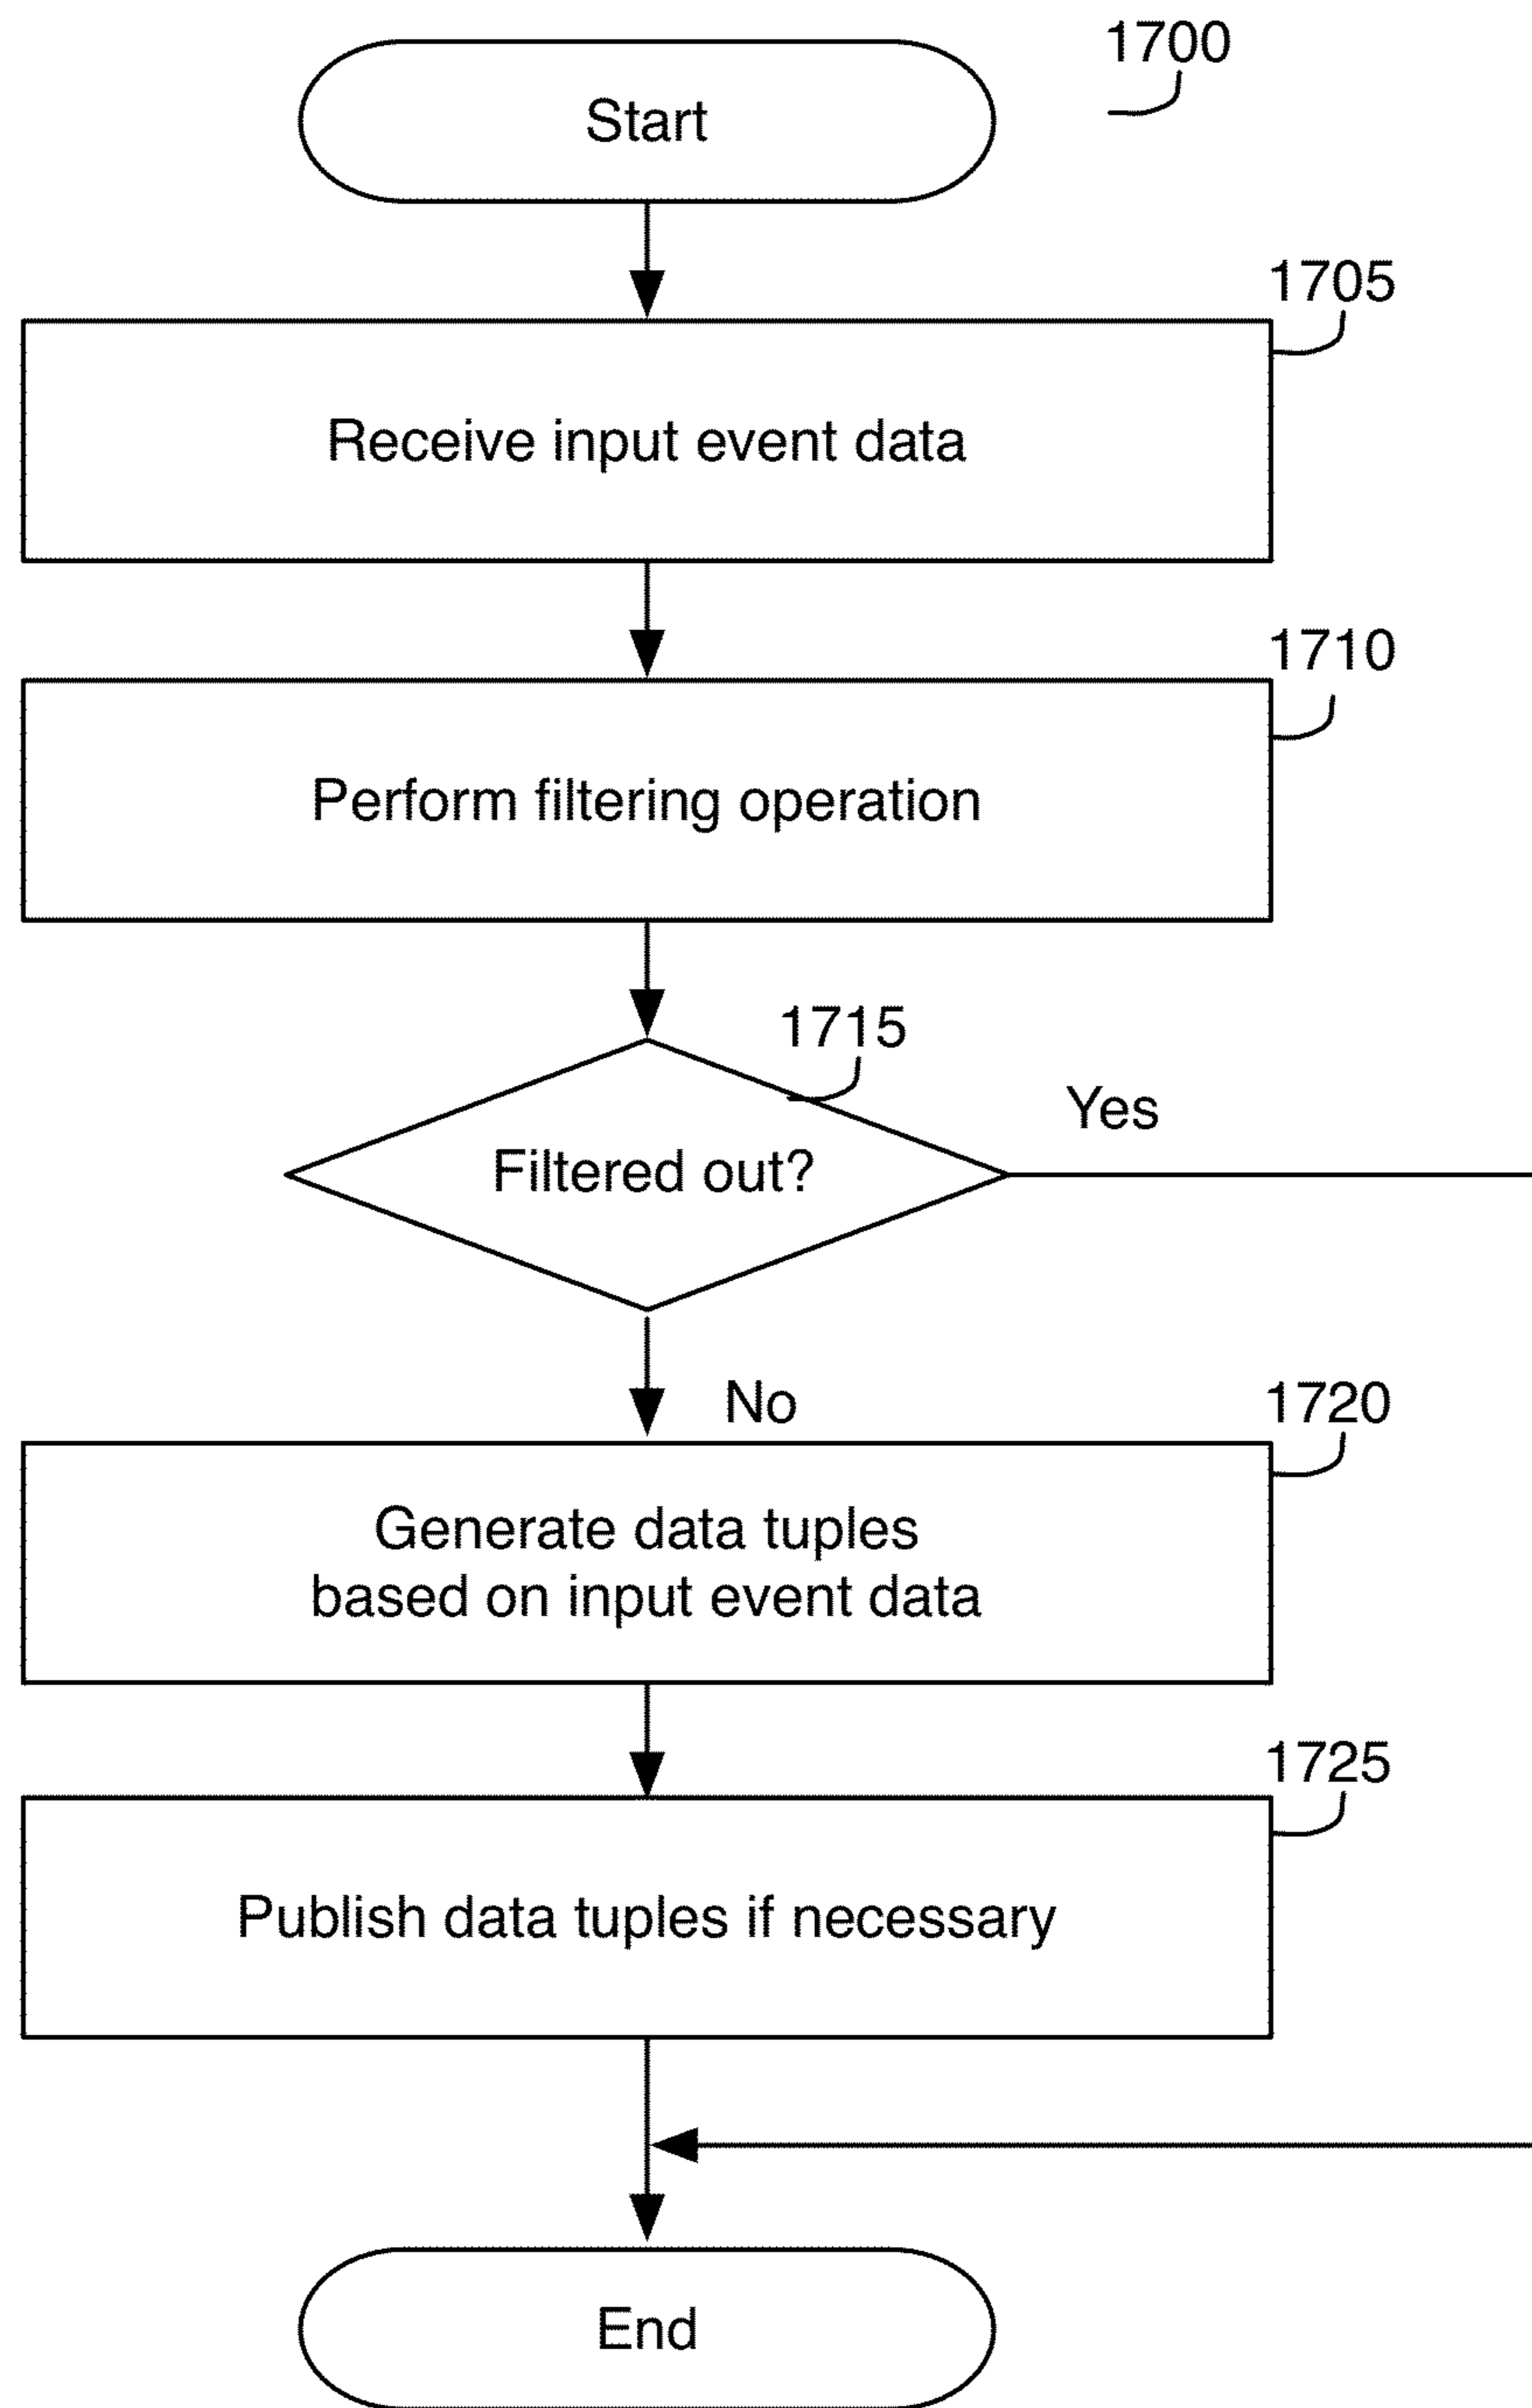 1700
Start
1705
Receive input event data
1710
Perform filtering operation
1715
Yes
Filtered out?
No
1720
Generate data tuples
based on input event data
1725
Publish data tuples if necessary
End